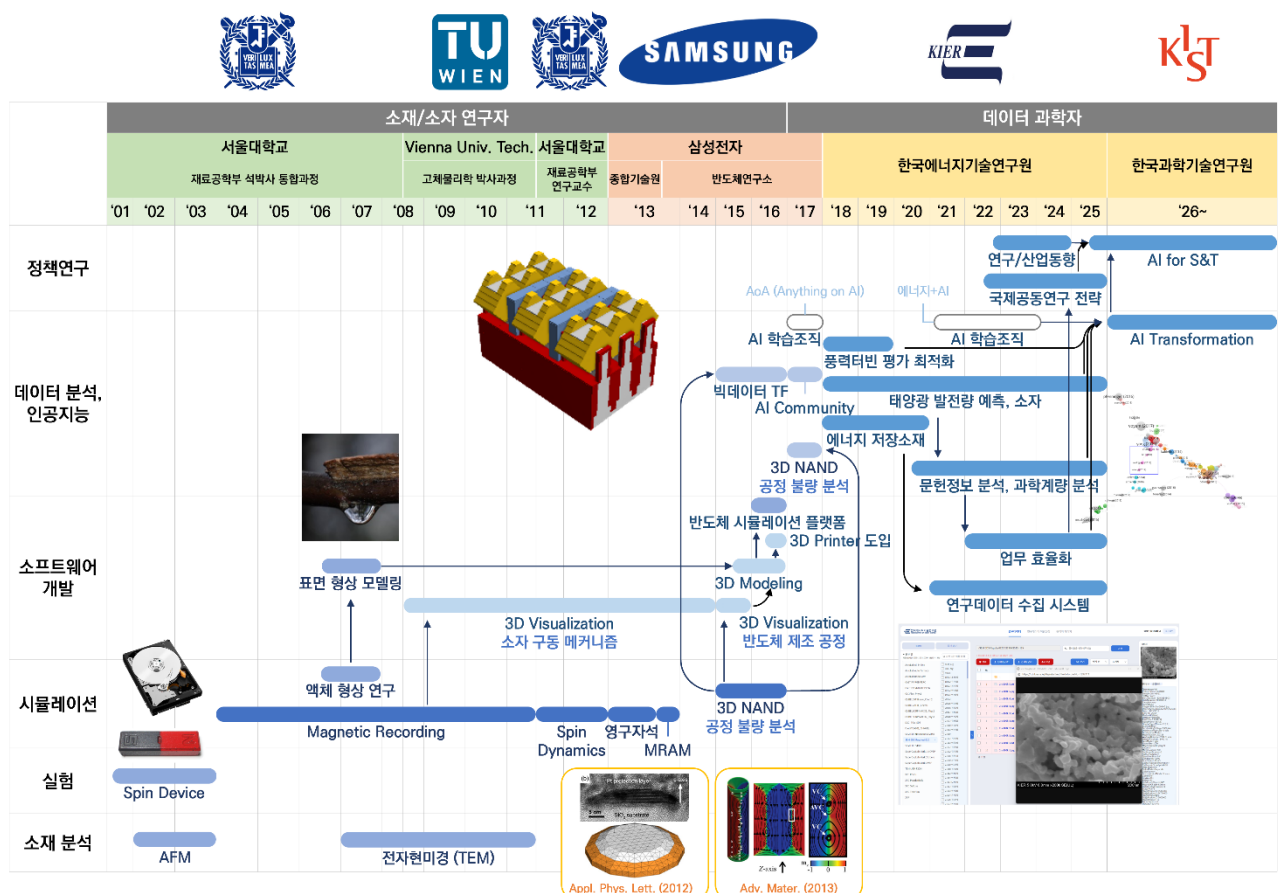 VERI LUX
TAS MEA
TU
WIEN
VERI LUX
TAS MEA
SAMSUNG
KIER
KIST
소재/소자 연구자
데이터 과학자
서울대학교
Vienna Univ. Tech.
서울대학교
삼성전자
한국에너지기술연구원
한국과학기술연구원
재료공학부 석박사 통합과정
고체물리학 박사과정
재료공학부
연구교수
종합기술원
반도체연구소
‘01 ‘02 ‘03 ‘04 ‘05 ‘06 ‘07 ‘08 ‘09 ‘10 ‘11 ‘12 ‘13 ‘14 ‘15 ‘16 ‘17 ‘18 ‘19 ‘20 ‘21 ‘22 ‘23 ‘24 ‘25 ‘26~
정책연구
연구/산업동향
AI for S&T
국제공동연구 전략
AoA (Anything on AI)
에너지+AI
데이터 분석,
인공지능
AI 학습조직
AI 학습조직
AI Transformation
풍력터빈 평가 최적화
빅데이터 TF
AI Community
태양광 발전량 예측, 소자
에너지 저장소재
3D NAND
공정 불량 분석
문헌정보 분석, 과학계량 분석
소프트웨어
개발
반도체 시뮬레이션 플랫폼
3D Printer 도입
업무 효율화
표면 형상 모델링
3D Modeling
연구데이터 수집 시스템
3D Visualization
소자 구동 메커니즘
3D Visualization
반도체 제조 공정
시뮬레이션
액체 형상 연구
3D NAND
공정 불량 분석
Magnetic Recording
Spin
Dynamics
영구자석
MRAM
실험
Spin Device
소재 분석
AFM
전자현미경 (TEM)
(b)
5 nm
substrate
Appl. Phys. Lett. (2012)
VC
AVC
VC
Z-axis
-1 0 1
Adv. Mater. (2013)